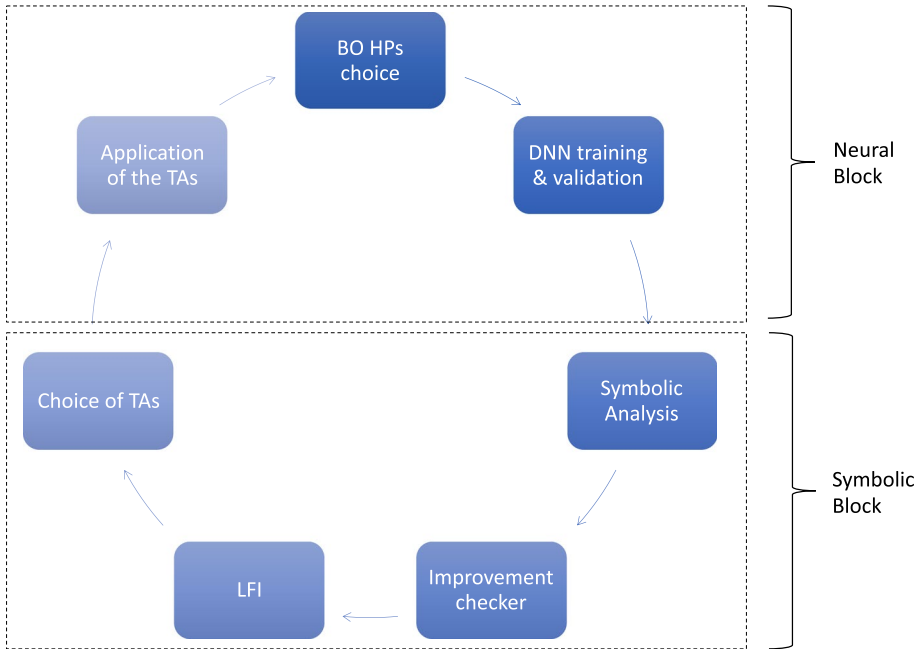 BO HPs
choice
Application
of the TAs
DNN training
& validation
Neural
Block
Choice of TAs
Symbolic
Analysis
Symbolic
Block
LFI
Improvement
checker